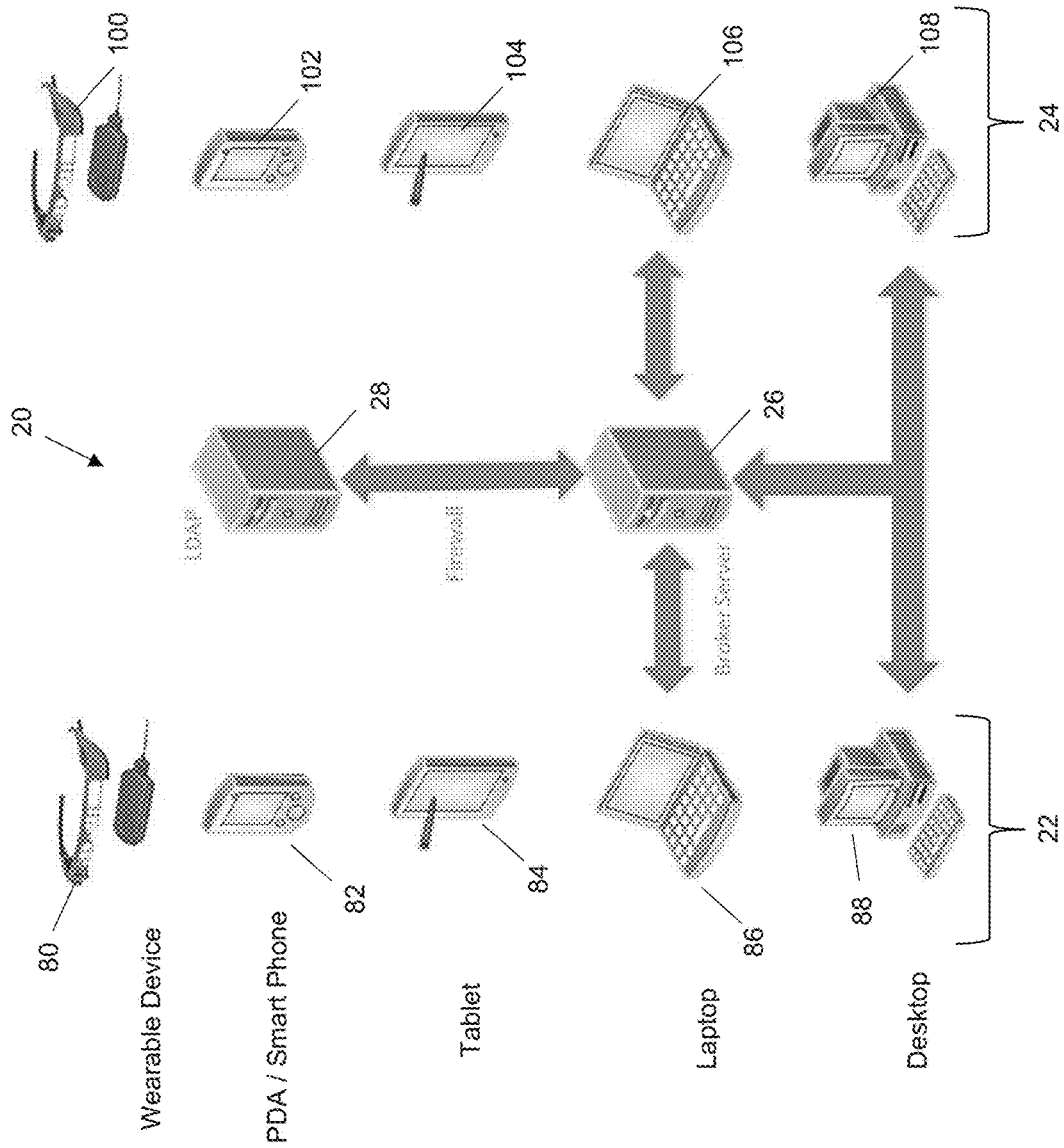 20
Wearable Device
80
100
PDA / Smart Phone
82
LDAP
28
102
Tablet
84
Firewall
104
Laptop
86
Broker Server
26
106
Desktop
88
108
22
24